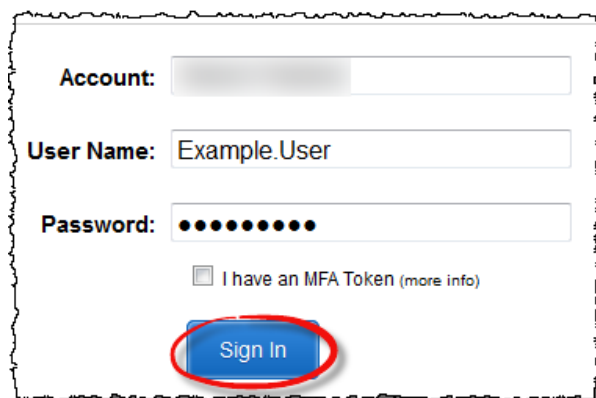 Account:
User Name: Example.User
Password: •••••••••
I have an MFA Token (more info)
Sign In